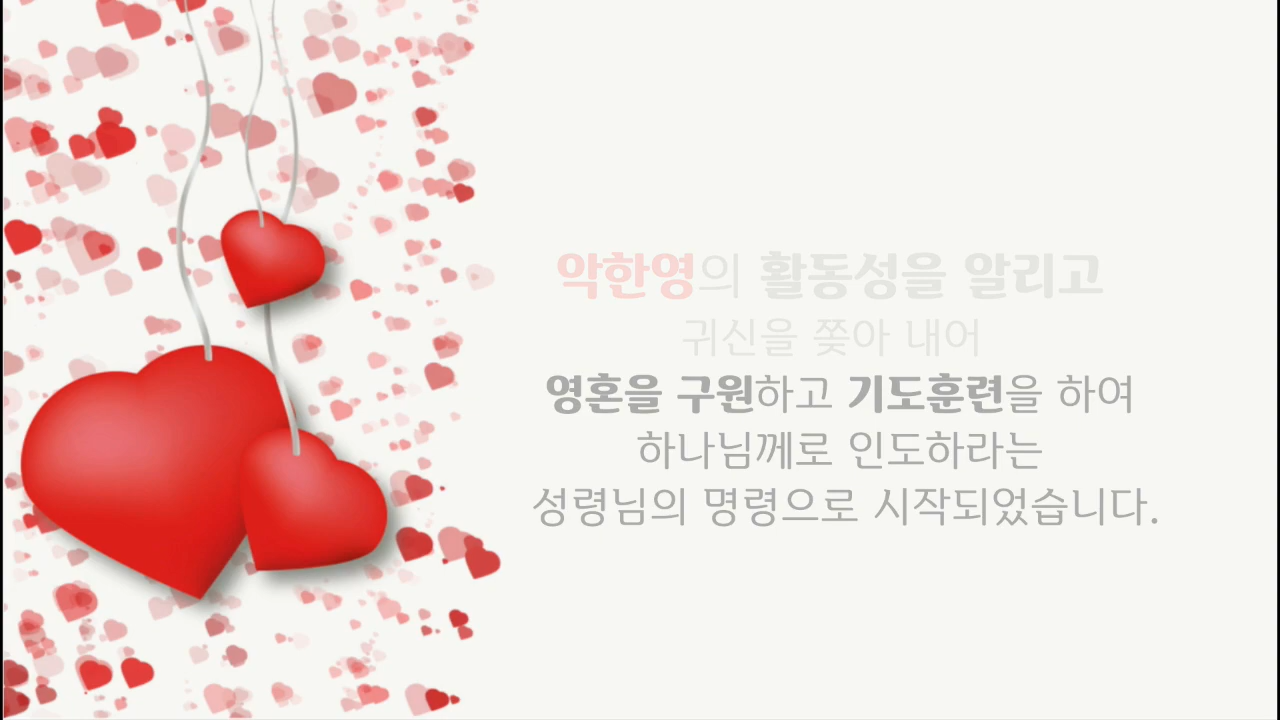 악한영의 활동성을 알리고
귀신을 쫓아 내어
영혼을 구원하고 기도훈련을 하여
하나님께로 인도하라는
성령님의 명령으로 시작되었습니다.